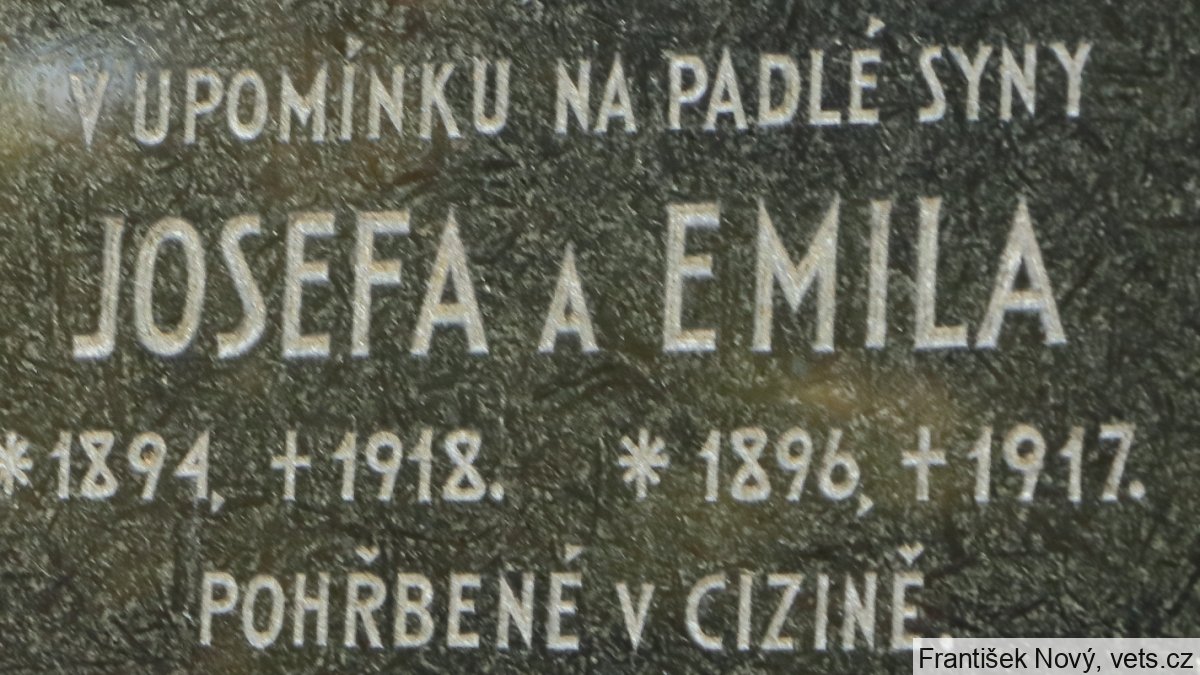 V UPOMÍNKU NA PADLÉ SYNY
JOSEFA A EMILA
* 1894, † 1918. * 1896, † 1917.
POHŘBENÉ V CIZINĚ.
František Nový, vets.cz